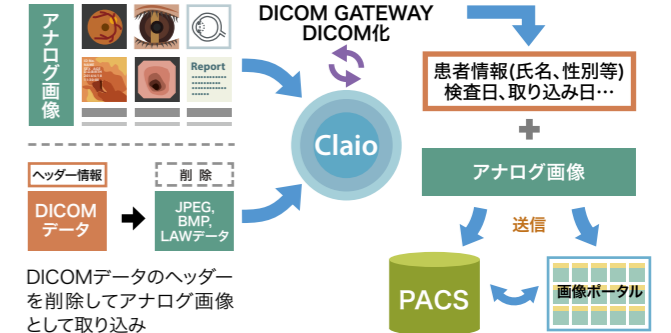 アナログ画像
Report
DICOM GATEWAY
DICOM化
Claio
患者情報(氏名、性別等)
検査日、取り込み日…
+
アナログ画像
送信
PACS
画像ポータル
ヘッダー情報
DICOM
データ
削 除
JPEG,
BMP,
LAWデータ
DICOMデータのヘッダー
を削除してアナログ画像
として取り込み